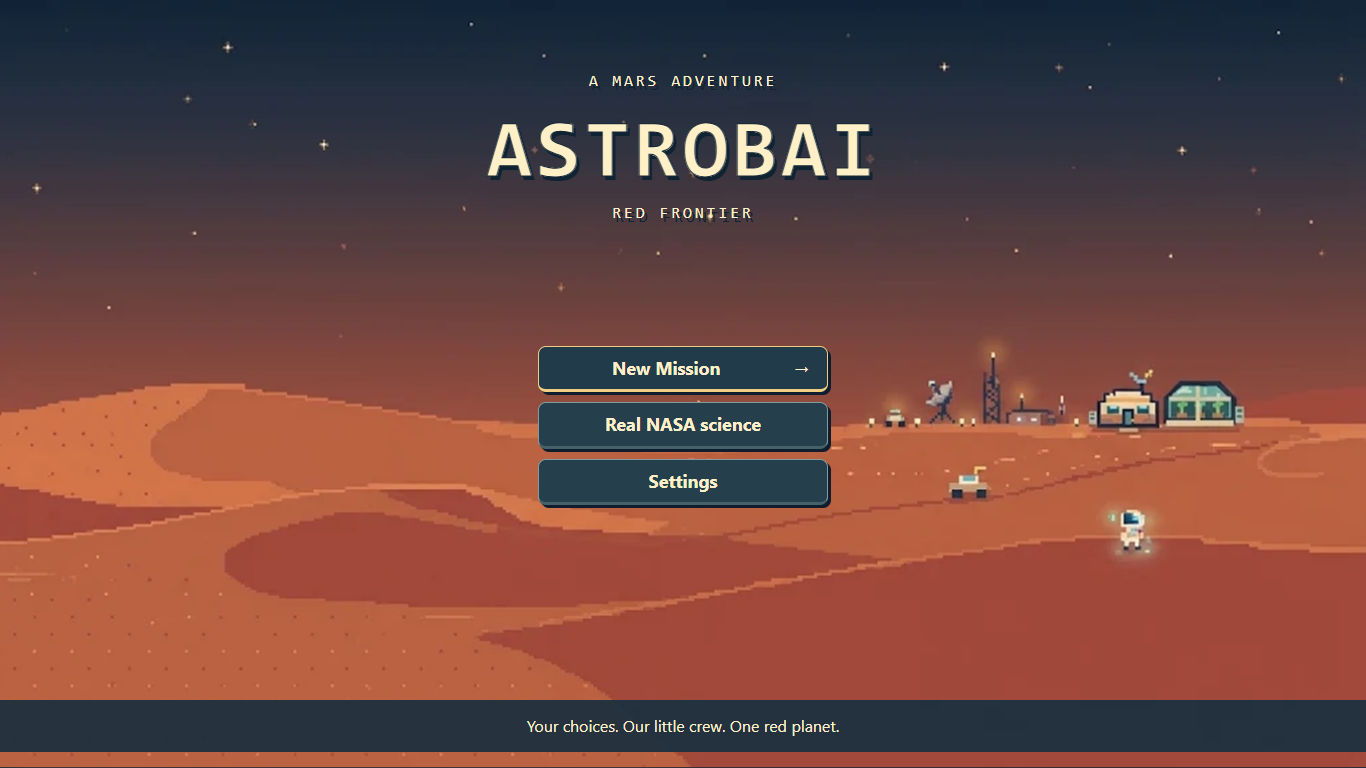 A MARS ADVENTURE
ASTROBAI
RED FRONTIER
New Mission →
Real NASA science
Settings
Your choices. Our little crew. One red planet.